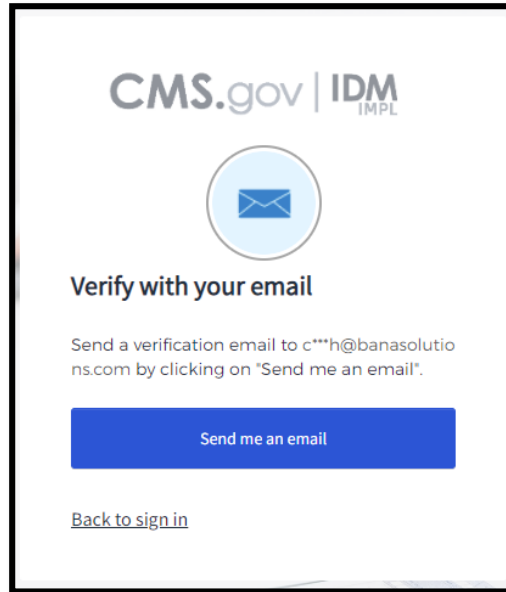 CMS.gov | IDM
IMPL
Verify with your email
Send a verification email to c***h@banasolutio
ns.com by clicking on "Send me an email".
Send me an email
Back to sign in